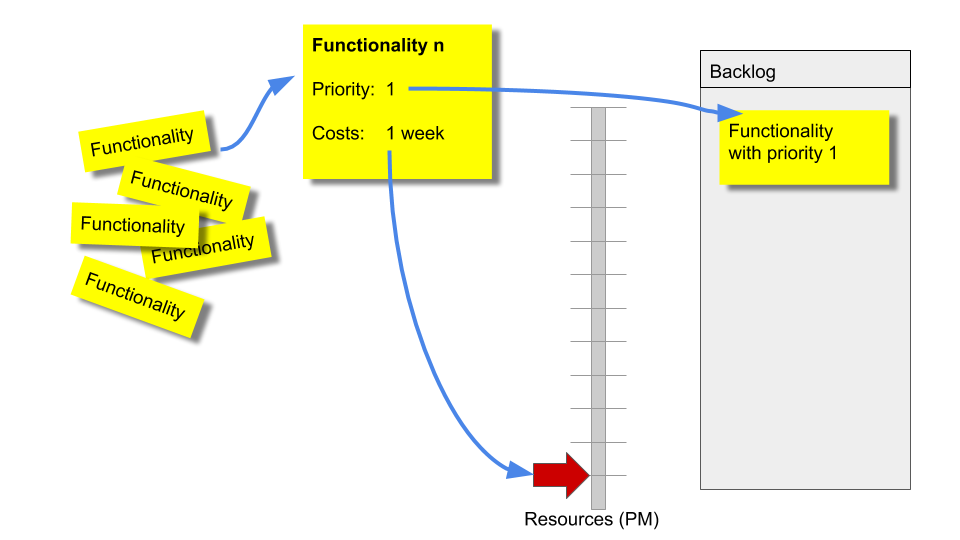 Functionality n
Priority: 1
Costs: 1 week
Functionality
Functionality
Functionality
Functionality
Functionality
Backlog
Functionality
with priority 1
Resources (PM)